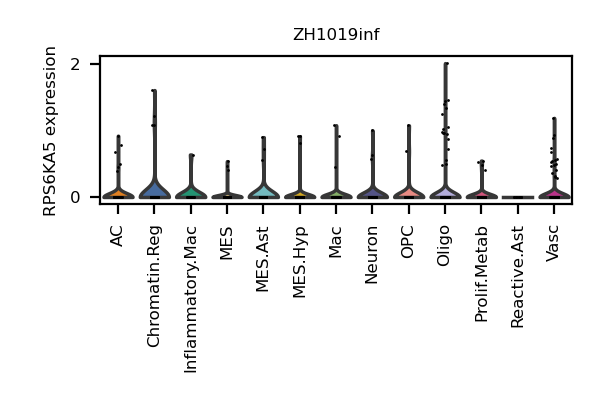 ZH1019inf
RPS6KA5 expression
2
0
AC
Chromatin.Reg
Inflammatory.Mac
MES
MES.Ast
MES.Hyp
Mac
Neuron
OPC
Oligo
Prolif.Metab
Reactive.Ast
Vasc